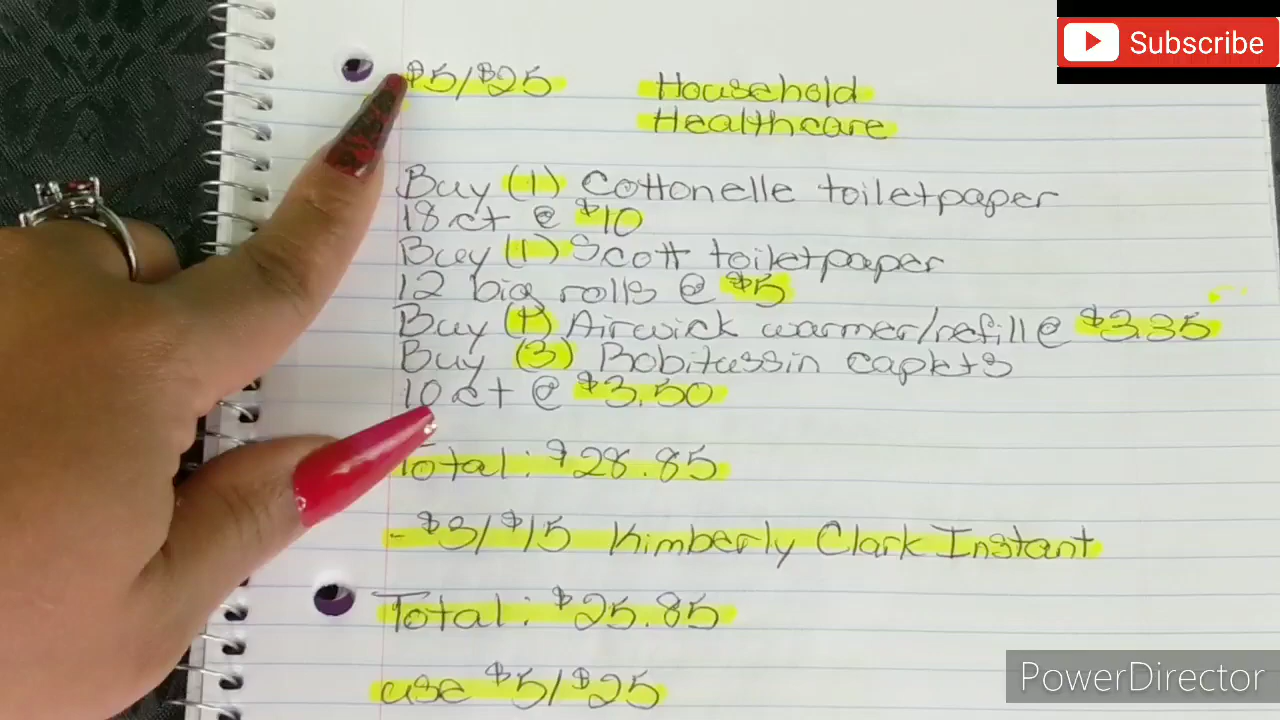 Subscribe
$5/$25 Household
Healthcare
Buy (1) Cottonelle toiletpaper
18 ct @ $10
Buy (1) Scott toiletpaper
12 big rolls @ $5
Buy (1) Airwick warmer/refill @ $3.35
Buy (3) Robitussin caplets
10 ct @ $3.50
Total: $28.85
- $3/$15 Kimberly Clark Instant
Total: $25.85
use $5/$25
PowerDirector